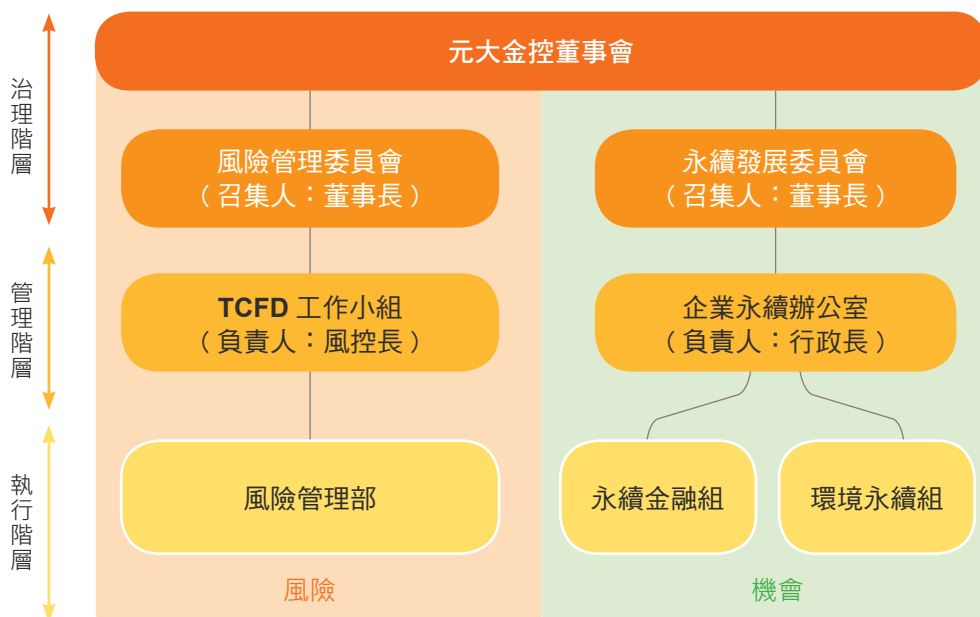 元大金控董事會
治理階層
風險管理委員會
（召集人：董事長）
永續發展委員會
（召集人：董事長）
管理階層
TCFD 工作小組
（負責人：風控長）
企業永續辦公室
（負責人：行政長）
執行階層
風險管理部
永續金融組
環境永續組
風險
機會